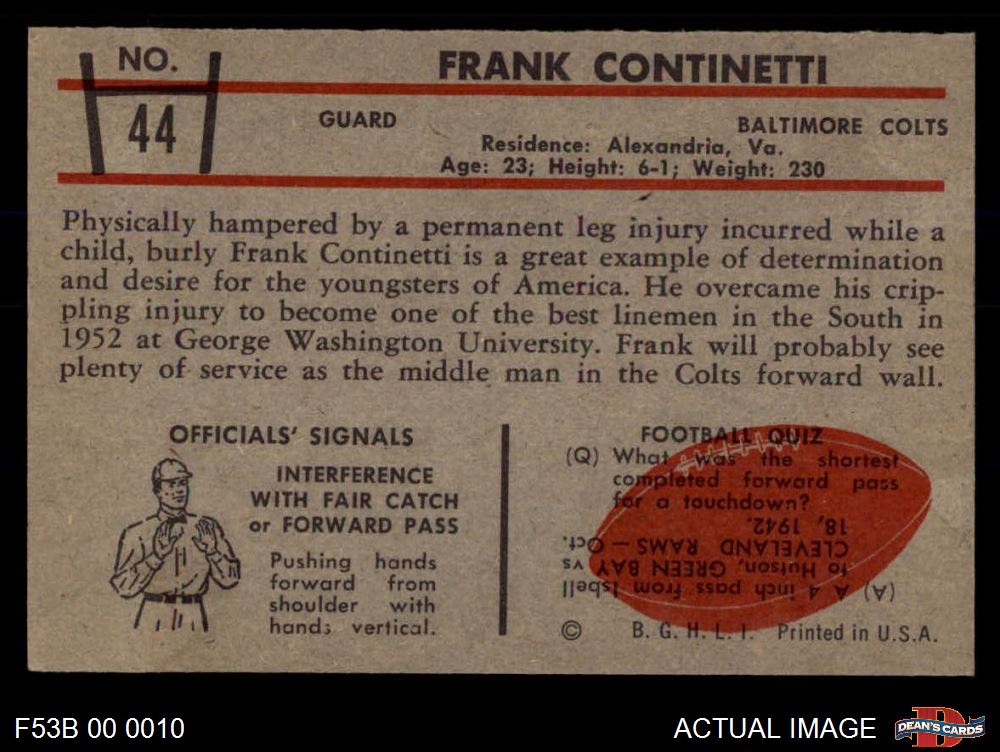 NO.
44
FRANK CONTINETTI
GUARD
BALTIMORE COLTS
Residence: Alexandria, Va.
Age: 23; Height: 6-1; Weight: 230
Physically hampered by a permanent leg injury incurred while a
child, burly Frank Continetti is a great example of determination
and desire for the youngsters of America. He overcame his crip-
pling injury to become one of the best linemen in the South in
1952 at George Washington University. Frank will probably see
plenty of service as the middle man in the Colts forward wall.
OFFICIALS' SIGNALS
INTERFERENCE
WITH FAIR CATCH
or FORWARD PASS
Pushing hands
forward from
shoulder with
hands vertical.
FOOTBALL QUIZ
(Q) What was the shortest
completed forward pass
for a touchdown?
(A) A 4 inch pass from Isbell
to Hutson, GREEN BAY vs
CLEVELAND RAMS — Oct.
18, 1942.
© B. G. H. L. I. Printed in U.S.A.
F53B 00 0010
ACTUAL IMAGE
D
DEAN'S CARDS